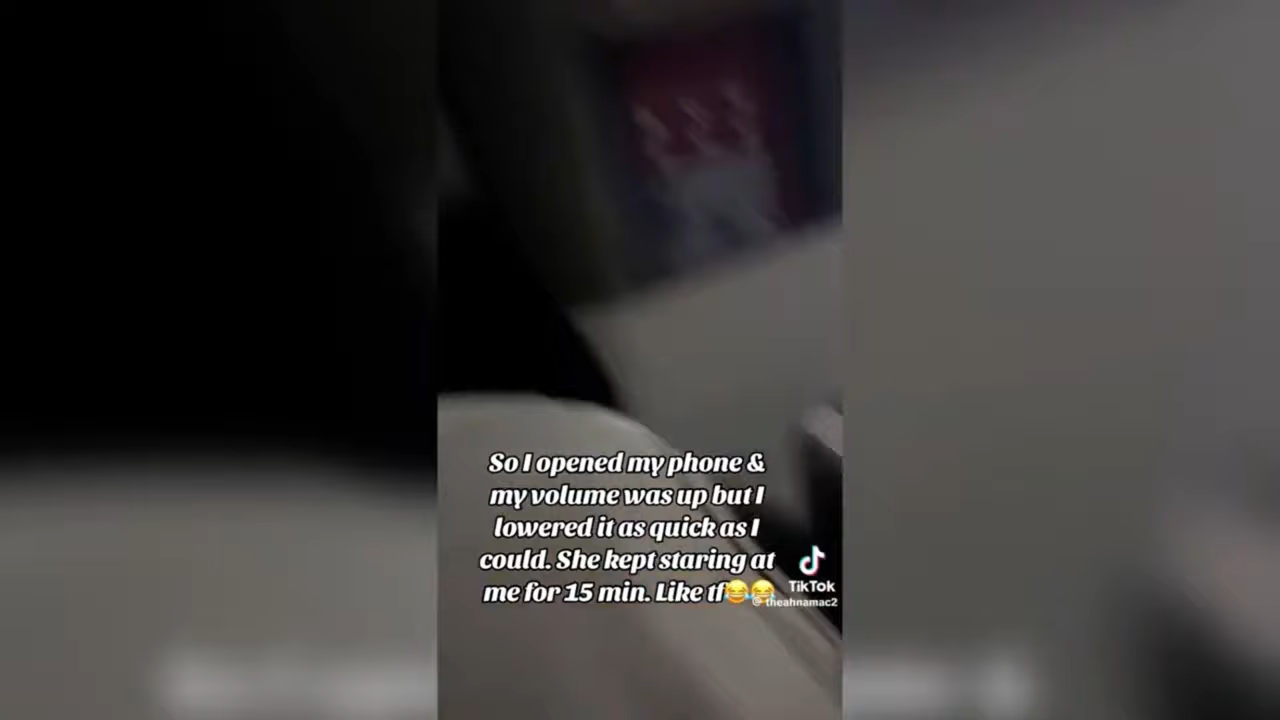 So I opened my phone &
my volume was up but I
lowered it as quick as I
could. She kept staring at
me for 15 min. Like tf😂😂
TikTok
@theahnamac2